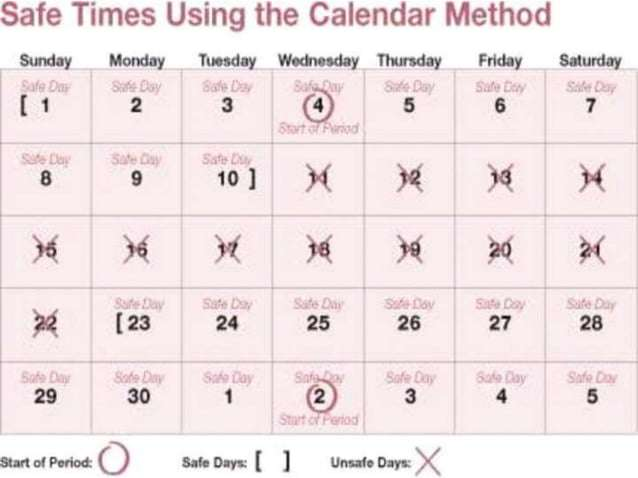 Safe Times Using the Calendar Method
Sunday Monday Tuesday Wednesday Thursday Friday Saturday
Safe Day Safe Day Safe Day Safe Day Safe Day Safe Day Safe Day
[ 1 2 3 4 5 6 7
Start of Period
Safe Day Safe Day Safe Day
8 9 10 ] 11 12 13 14
15 16 17 18 19 20 21
Safe Day Safe Day Safe Day Safe Day Safe Day Safe Day
22 [ 23 24 25 26 27 28
Safe Day Safe Day Safe Day Safe Day Safe Day Safe Day Safe Day
29 30 1 2 3 4 5
Start of Period
Start of Period: Safe Days: [ ] Unsafe Days: